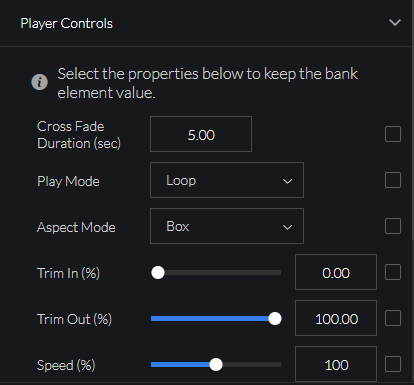 Player Controls
Select the properties below to keep the bank
element value.
Cross Fade
Duration (sec)
5.00
Play Mode
Loop
Aspect Mode
Box
Trim In (%)
0.00
Trim Out (%)
100.00
Speed (%)
100